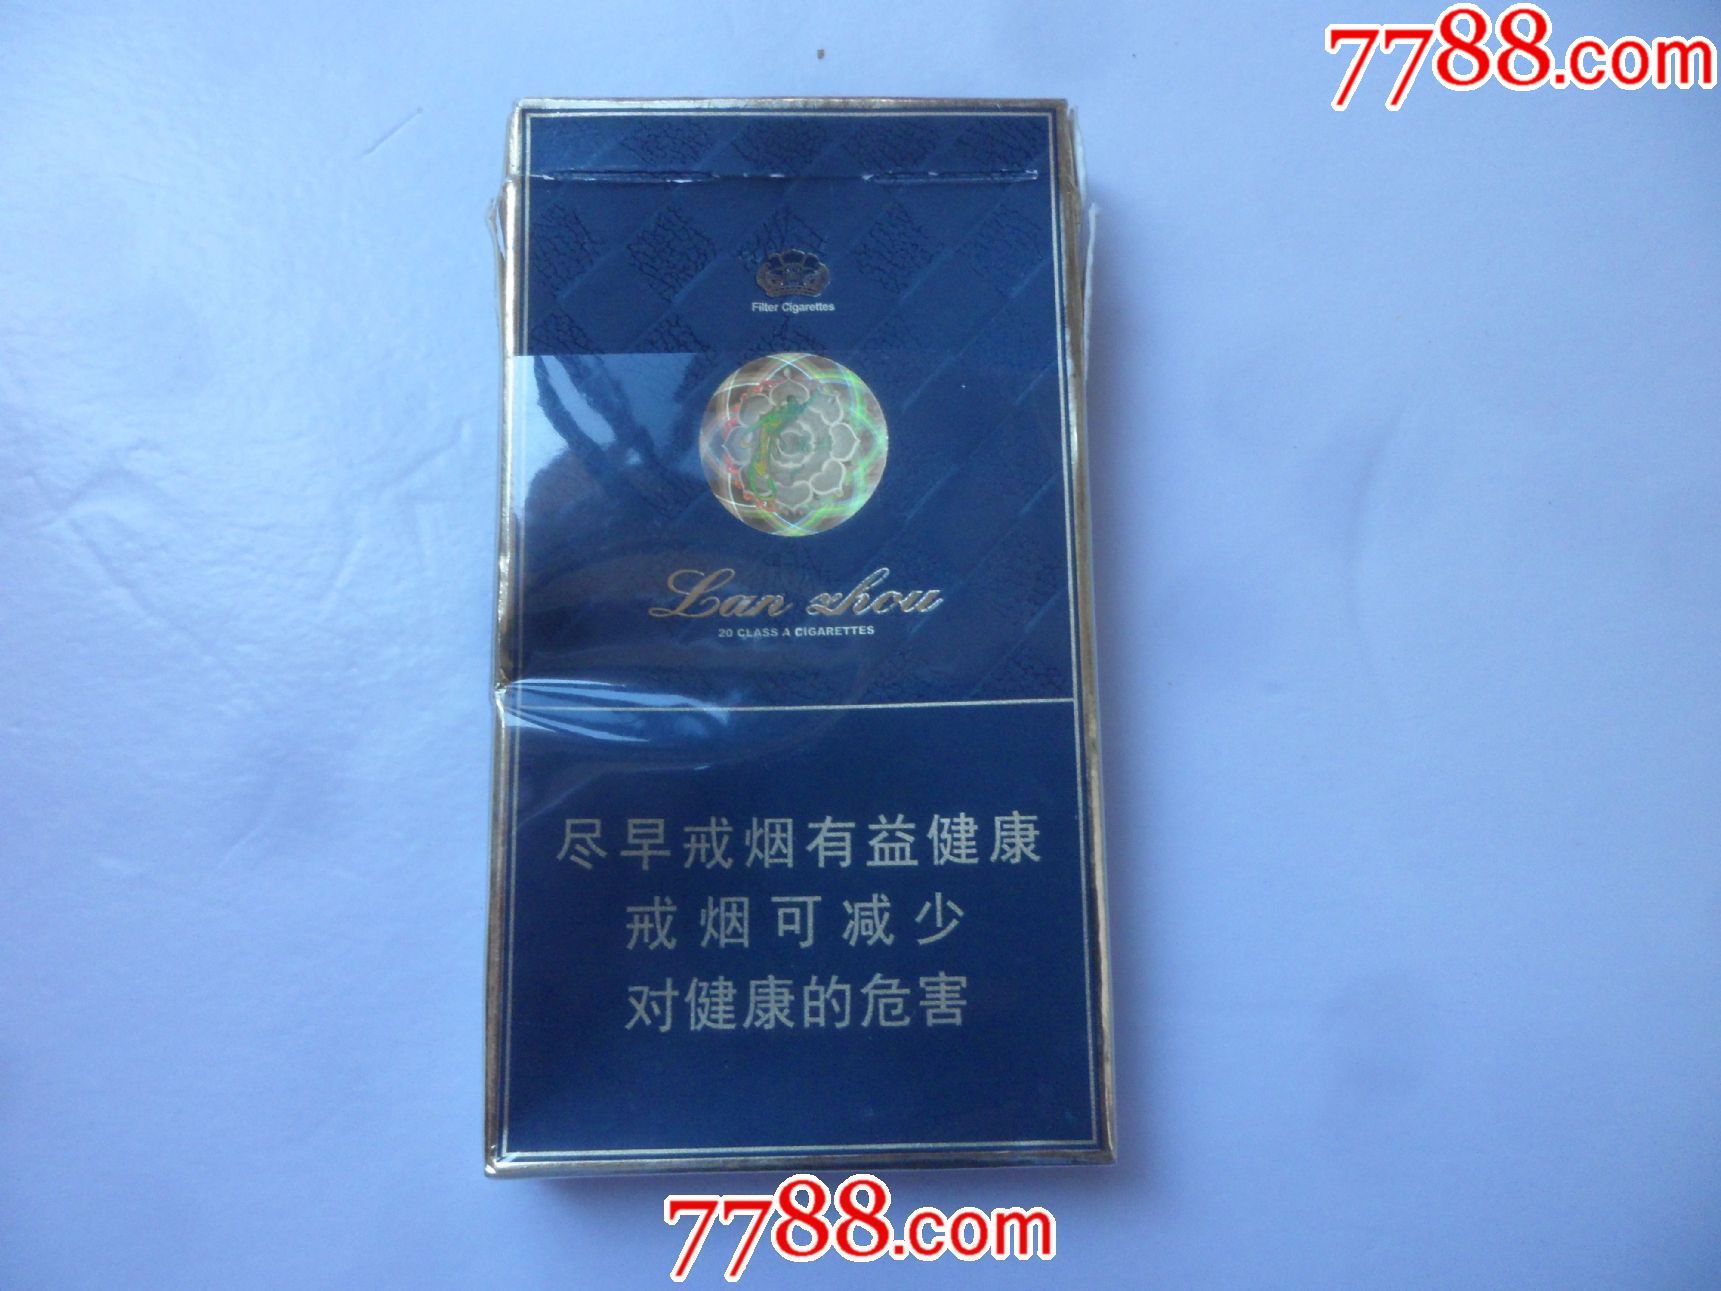 7788.com
Filter Cigarettes
Lan zhou
20 CLASS A CIGARETTES
尽早戒烟有益健康
戒烟可减少
对健康的危害
7788.com